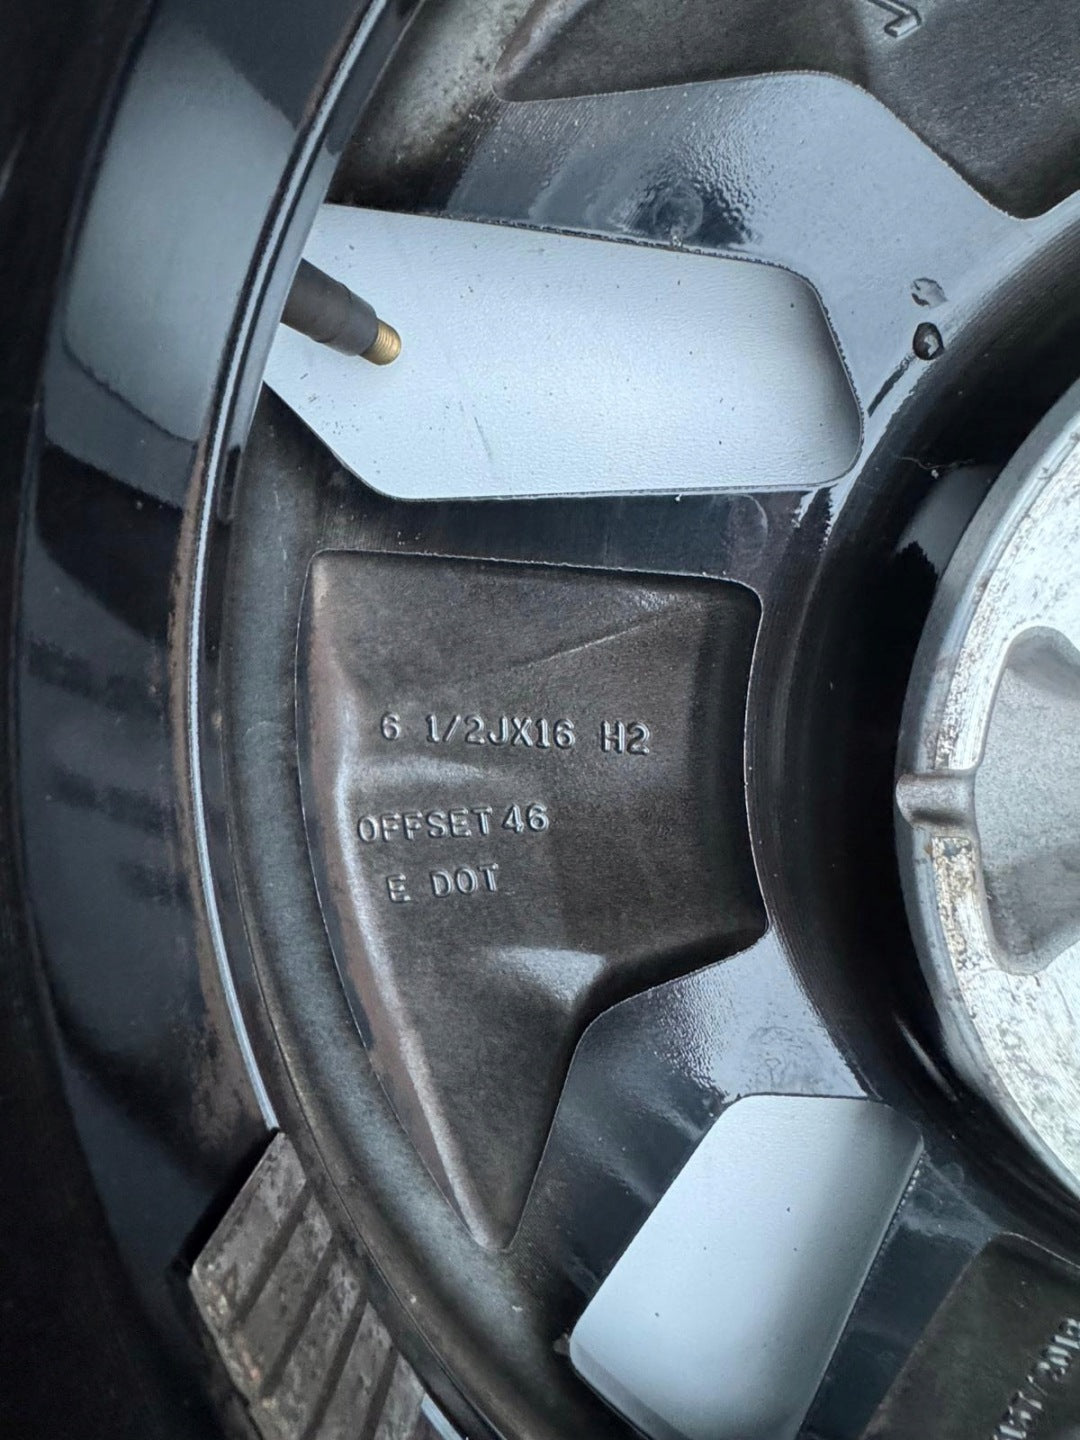 6 1/2JX16 H2
OFFSET 46
E DOT